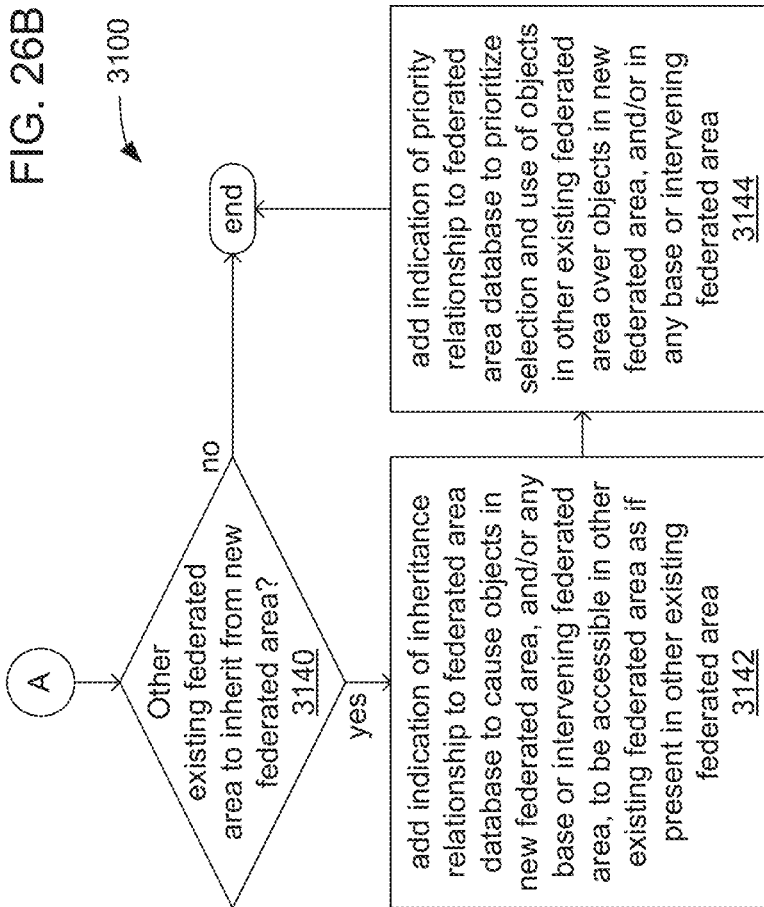 FIG. 26B
3100
A
Other
existing federated
area to inherit from new
federated area?
3140
no
yes
end
add indication of inheritance
relationship to federated area
database to cause objects in
new federated area, and/or any
base or intervening federated
area, to be accessible in other
existing federated area as if
present in other existing
federated area
3142
add indication of priority
relationship to federated
area database to prioritize
selection and use of objects
in other existing federated
area over objects in new
federated area, and/or in
any base or intervening
federated area
3144